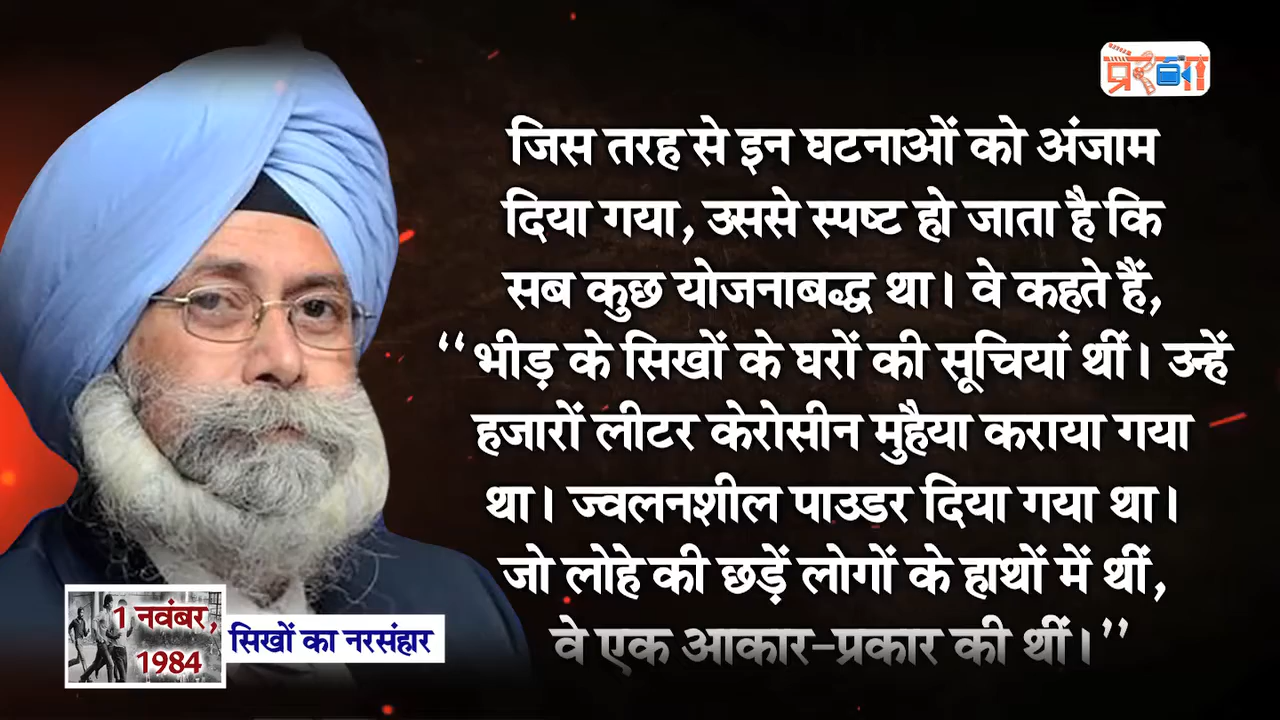 प्रेरणा
जिस तरह से इन घटनाओं को अंजाम
दिया गया, उससे स्पष्ट हो जाता है कि
सब कुछ योजनाबद्ध था। वे कहते हैं,
“भीड़ के सिखों के घरों की सूचियां थीं। उन्हें
हजारों लीटर केरोसीन मुहैया कराया गया
था। ज्वलनशील पाउडर दिया गया था।
जो लोहे की छड़ें लोगों के हाथों में थीं,
वे एक आकार-प्रकार की थीं।”
1 नवंबर,
1984
सिखों का नरसंहार